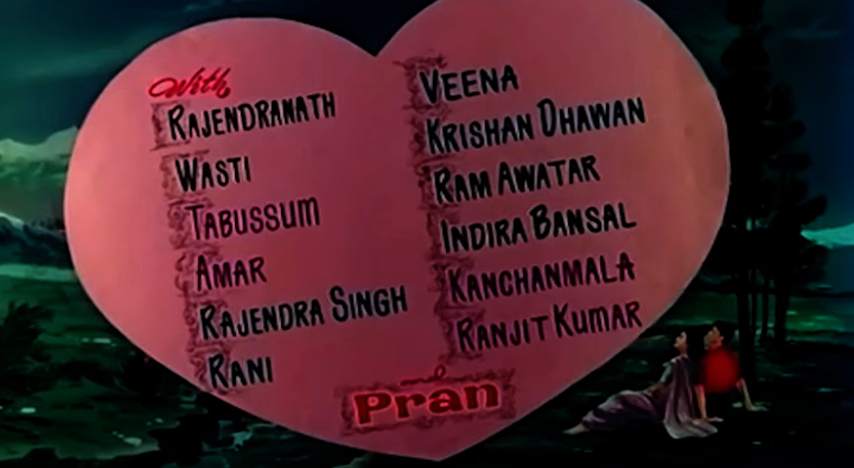 With
RAJENDRANATH
WASTI
TABUSSUM
AMAR
RAJENDRA SINGH
RANI
VEENA
KRISHAN DHAWAN
RAM AWATAR
INDIRA BANSAL
KANCHANMALA
RANJIT KUMAR
and
Pran